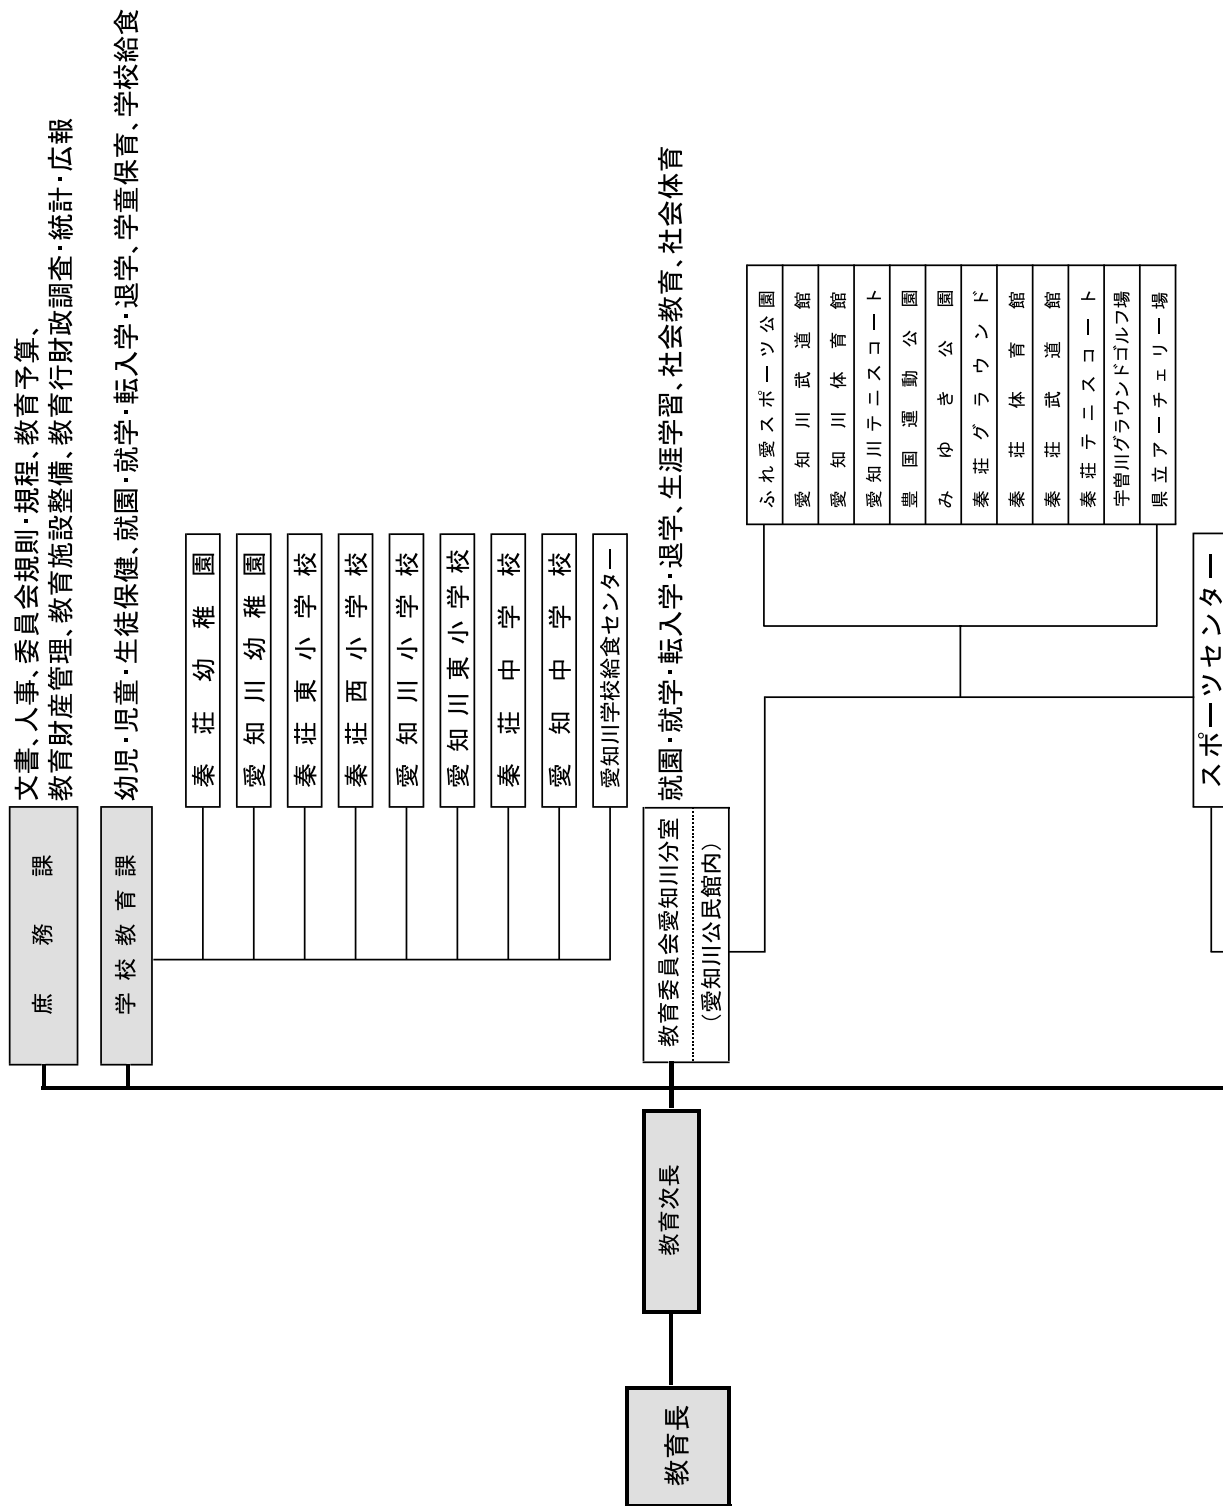 文書、人事、委員会規則・規程、教育予算、
教育財産管理、教育施設整備、教育行財政調査・統計・広報
庶務課
幼児・児童・生徒保健、就園・就学・転入学・退学、学童保育、学校給食
学校教育課
秦荘幼稚園
愛知川幼稚園
秦荘東小学校
秦荘西小学校
愛知川小学校
愛知川東小学校
秦荘中学校
愛知中学校
愛知川学校給食センター
就園・就学・転入学・退学、生涯学習、社会教育、社会体育
教育委員会愛知川分室
（愛知川公民館内）
教育次長
教育長
ふれ愛スポーツ公園
愛知川武道館
愛知川体育館
愛知川テニスコート
豊国運動公園
みゆき公園
秦荘グラウンド
秦荘体育館
秦荘武道館
秦荘テニスコート
宇曽川グラウンドゴルフ場
県立アーチェリー場
スポーツセンター